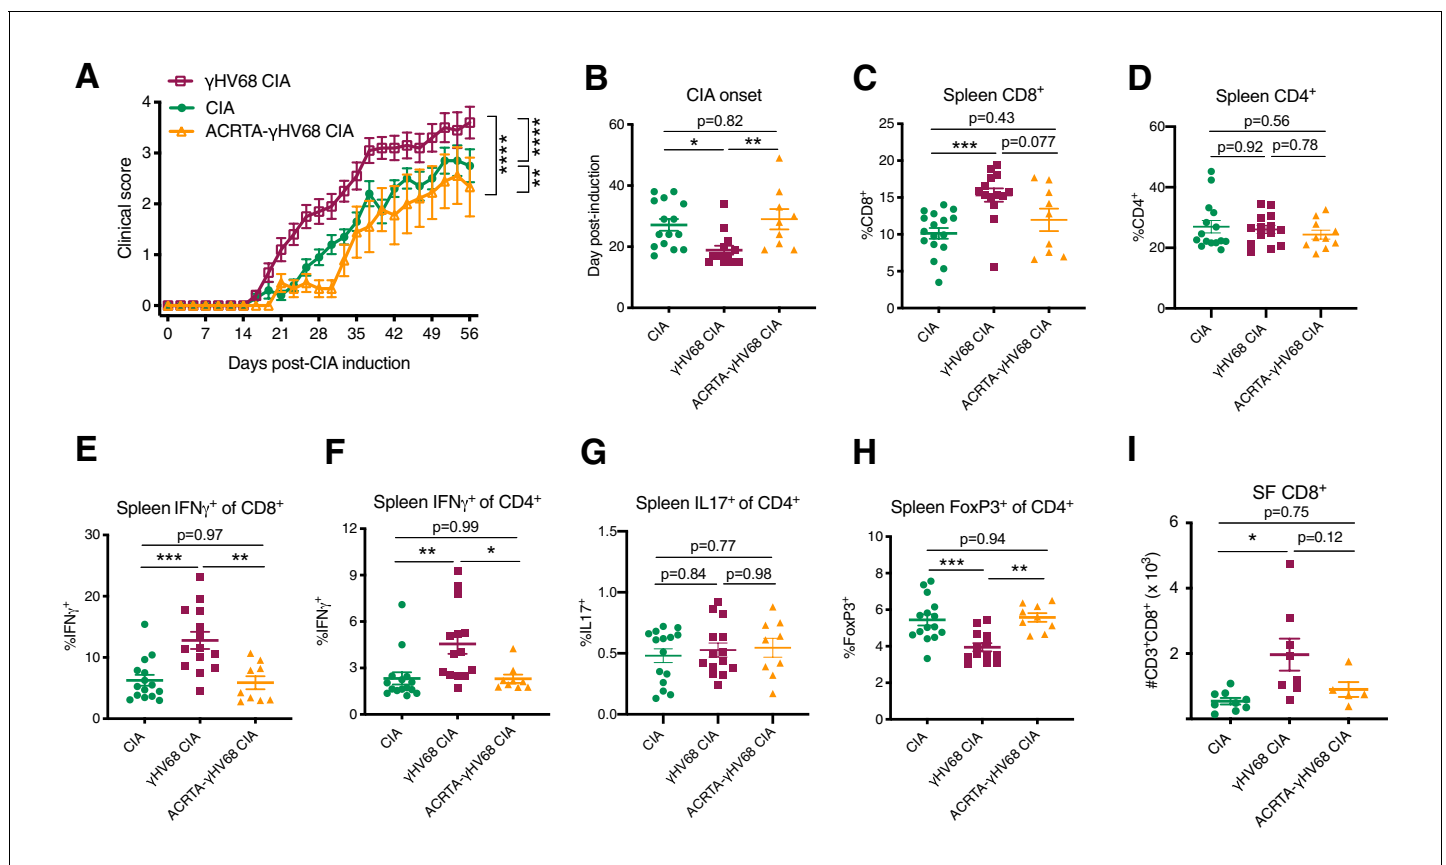 A
γHV68 CIA
CIA
ACRTA-γHV68 CIA
Clinical score
4
3
2
1
0
0 7 14 21 28 35 42 49 56
Days post-CIA induction
****
****
**
B
CIA onset
p=0.82
* **
Day post-induction
60
40
20
0
CIA
γHV68 CIA
ACRTA-γHV68 CIA
C
Spleen CD8+
p=0.43
*** p=0.077
%CD8+
25
20
15
10
5
0
CIA
γHV68 CIA
ACRTA-γHV68 CIA
D
Spleen CD4+
p=0.56
p=0.92 p=0.78
%CD4+
60
40
20
0
CIA
γHV68 CIA
ACRTA-γHV68 CIA
E
Spleen IFNγ+ of CD8+
p=0.97
*** **
%IFNγ+
30
20
10
0
CIA
γHV68 CIA
ACRTA-γHV68 CIA
F
Spleen IFNγ+ of CD4+
p=0.99
** *
%IFNγ+
12
9
6
3
0
CIA
γHV68 CIA
ACRTA-γHV68 CIA
G
Spleen IL17+ of CD4+
p=0.77
p=0.84 p=0.98
%IL17+
1.5
1.0
0.5
0.0
CIA
γHV68 CIA
ACRTA-γHV68 CIA
H
Spleen FoxP3+ of CD4+
p=0.94
*** **
%FoxP3+
10
8
6
4
2
0
CIA
γHV68 CIA
ACRTA-γHV68 CIA
I
SF CD8+
p=0.75
* p=0.12
#CD3+CD8+ (x 10³)
6
4
2
CIA
γHV68 CIA
ACRTA-γHV68 CIA